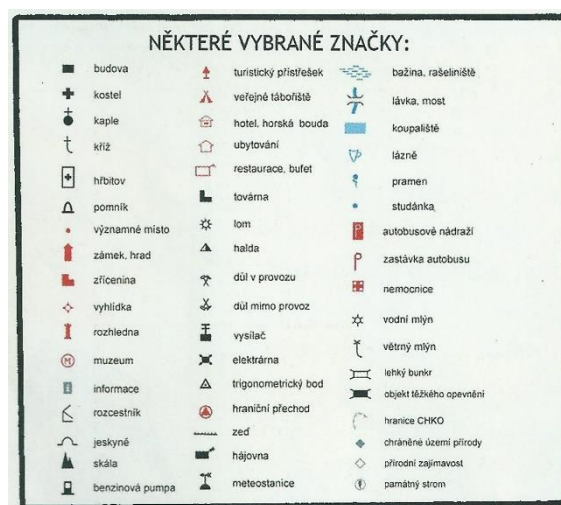 NĚKTERÉ VYBRANÉ ZNAČKY:
budova
kostel
kaple
kříž
hřbitov
pomník
významné místo
zámek, hrad
zřícenina
vyhlídka
rozhledna
muzeum
informace
rozcestník
jeskyně
skála
benzinová pumpa
turistický přístřešek
veřejné tábořiště
hotel, horská bouda
ubytování
restaurace, bufet
továrna
lom
halda
důl v provozu
důl mimo provoz
vysílač
elektrárna
trigonometrický bod
hraniční přechod
zeď
hájovna
meteostanice
bažina, rašeliniště
lávka, most
koupaliště
lázně
pramen
studánka
autobusové nádraží
zastávka autobusu
nemocnice
vodní mlýn
větrný mlýn
lehký bunkr
objekt těžkého opevnění
hranice CHKO
chráněné území přírody
přírodní zajímavost
památný strom